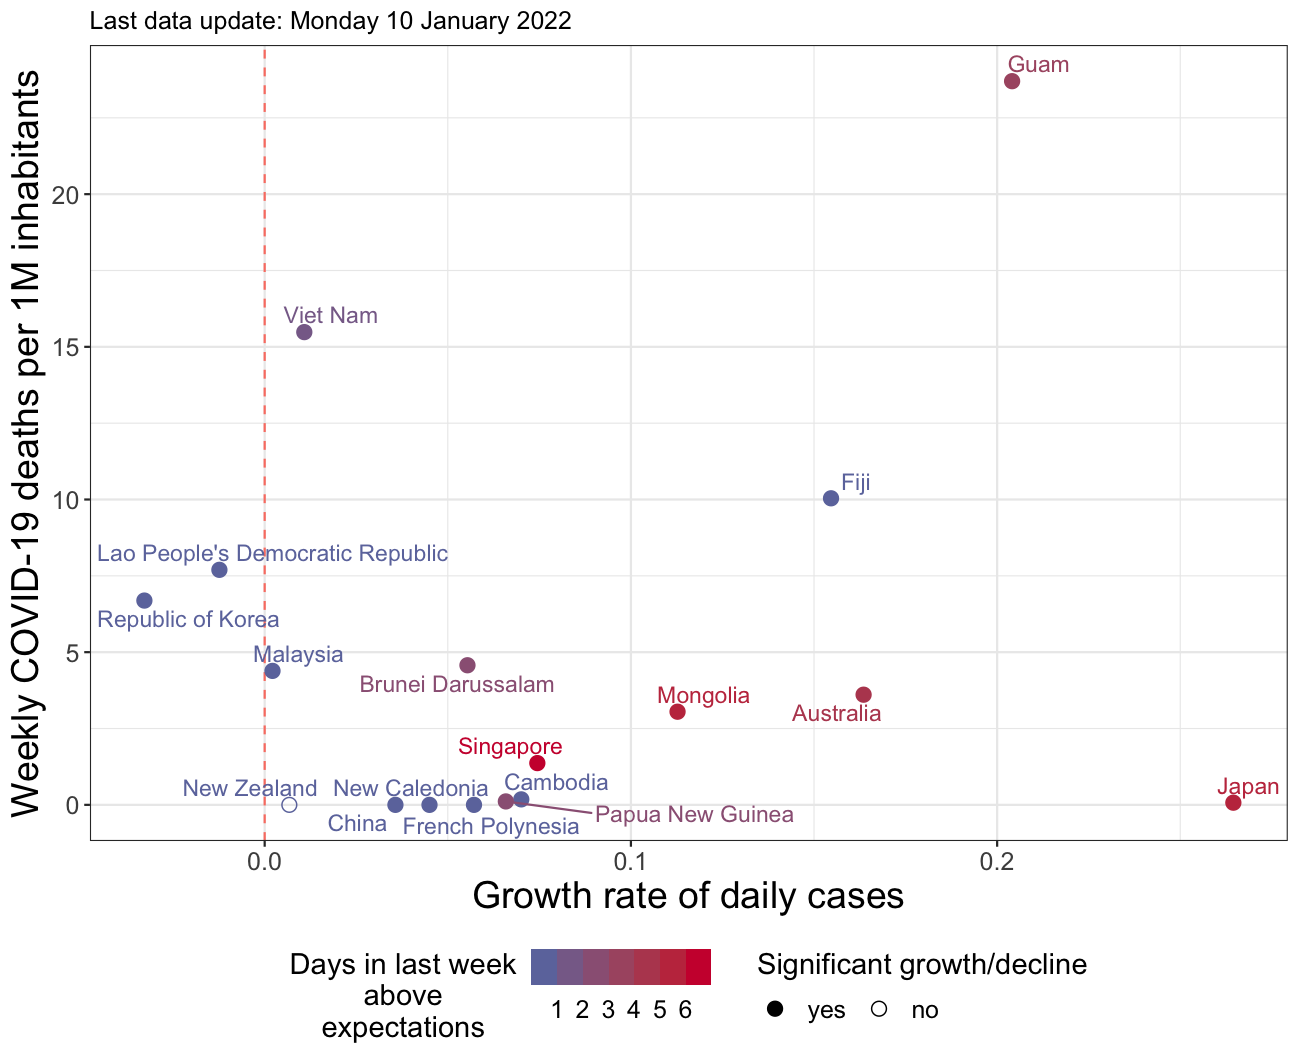 Last data update: Monday 10 January 2022
Weekly COVID-19 deaths per 1M inhabitants
20
15
10
5
0
Guam
Viet Nam
Fiji
Lao People's Democratic Republic
Republic of Korea
Malaysia
Brunei Darussalam
Mongolia
Australia
Singapore
Cambodia
New Zealand
New Caledonia
Japan
China
French Polynesia
Papua New Guinea
0.0
0.1
0.2
Growth rate of daily cases
Days in last week
above
expectations
1 2 3 4 5 6
Significant growth/decline
yes
no